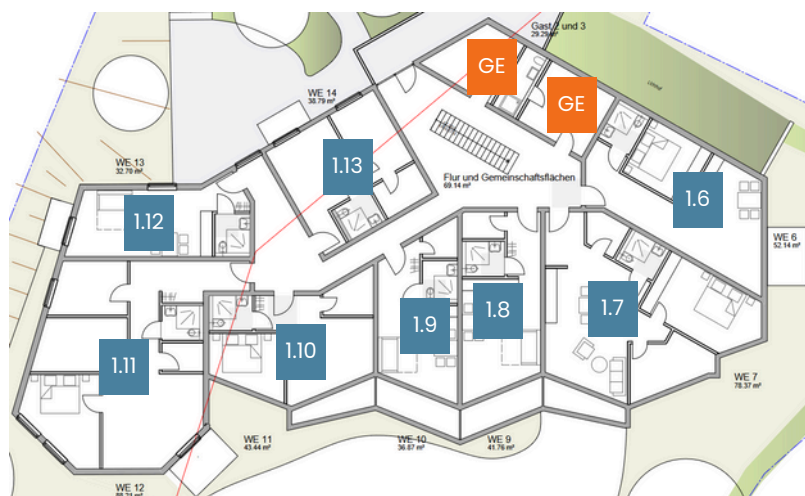 Gast 2 und 3
29.29 m²
GE
GE
WE 14
38.79 m²
1.13
WE 13
32.70 m²
Flur und Gemeinschaftsflächen
69.14 m²
1.6
1.12
WE 6
52.14 m²
1.9
1.8
1.7
1.10
1.11
WE 7
78.37 m²
WE 11
43.44 m²
WE 10
36.87 m²
WE 9
41.76 m²
WE 12